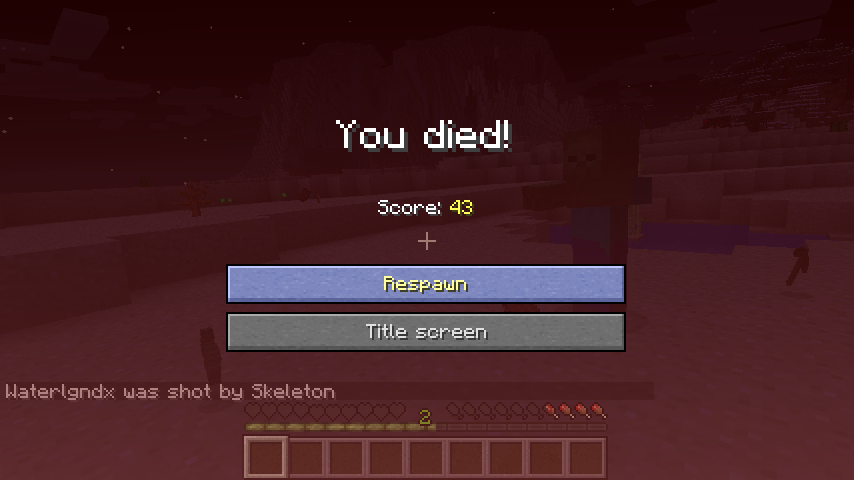 You died!
Score: 43
Respawn
Title screen
Waterlgndx was shot by Skeleton
2